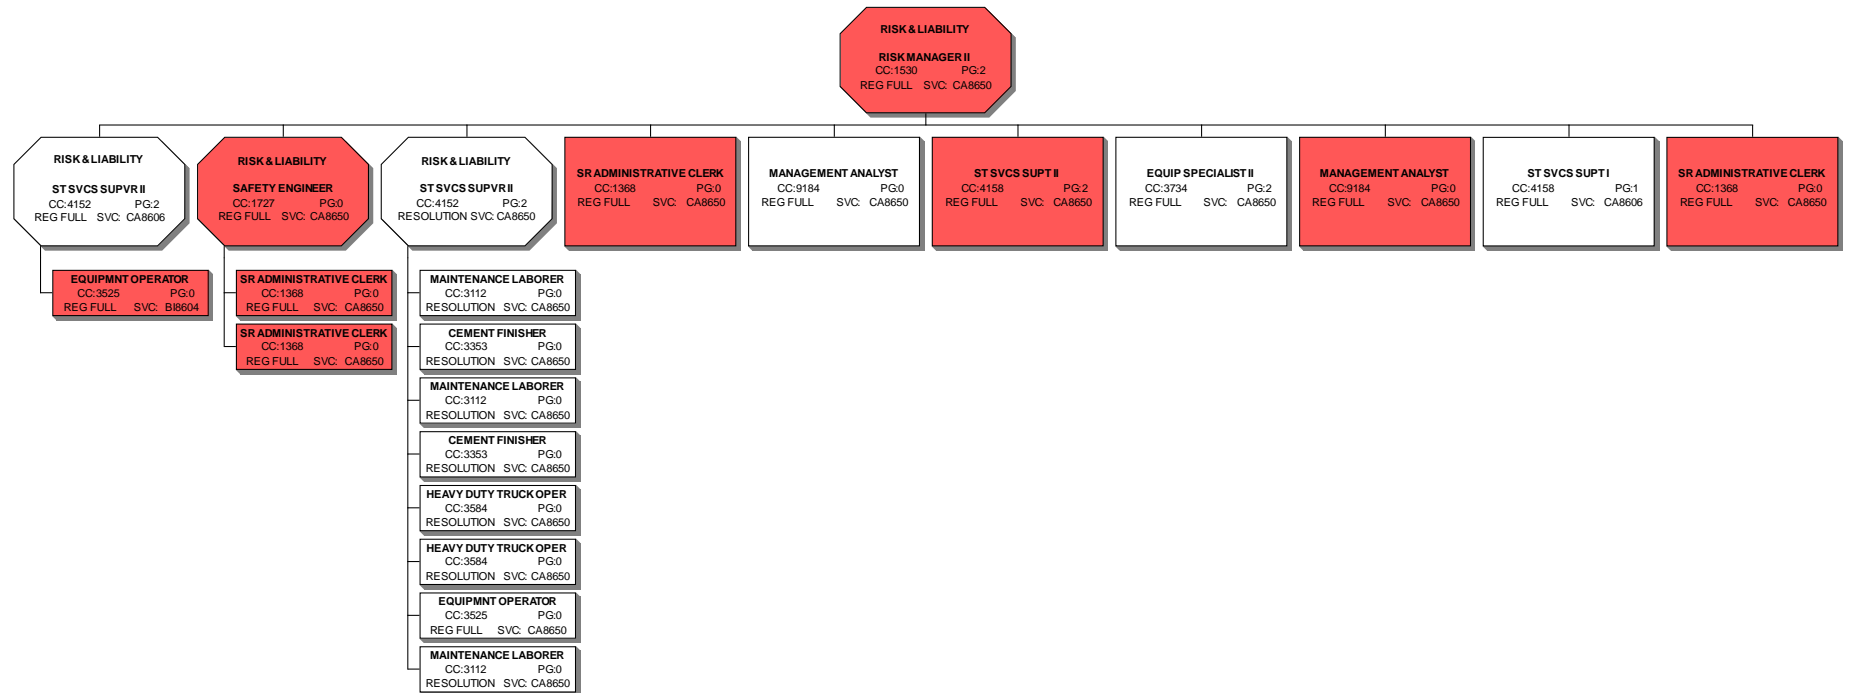 RISK & LIABILITY
RISK MANAGER II
CC:1530 PG:2
REG FULL SVC: CA8650
RISK & LIABILITY
ST SVCS SUPVR II
CC:4152 PG:2
REG FULL SVC: CA8606
RISK & LIABILITY
SAFETY ENGINEER
CC:1727 PG:0
REG FULL SVC: CA8650
RISK & LIABILITY
ST SVCS SUPVR II
CC:4152 PG:2
RESOLUTION SVC: CA8650
SR ADMINISTRATIVE CLERK
CC:1368 PG:0
REG FULL SVC: CA8650
MANAGEMENT ANALYST
CC:9184 PG:0
REG FULL SVC: CA8650
ST SVCS SUPT II
CC:4158 PG:2
REG FULL SVC: CA8650
EQUIP SPECIALIST II
CC:3734 PG:2
REG FULL SVC: CA8650
MANAGEMENT ANALYST
CC:9184 PG:0
REG FULL SVC: CA8650
ST SVCS SUPT I
CC:4158 PG:1
REG FULL SVC: CA8606
SR ADMINISTRATIVE CLERK
CC:1368 PG:0
REG FULL SVC: CA8650
EQUIPMNT OPERATOR
CC:3525 PG:0
REG FULL SVC: BI8604
SR ADMINISTRATIVE CLERK
CC:1368 PG:0
REG FULL SVC: CA8650
SR ADMINISTRATIVE CLERK
CC:1368 PG:0
REG FULL SVC: CA8650
MAINTENANCE LABORER
CC:3112 PG:0
RESOLUTION SVC: CA8650
CEMENT FINISHER
CC:3353 PG:0
RESOLUTION SVC: CA8650
MAINTENANCE LABORER
CC:3112 PG:0
RESOLUTION SVC: CA8650
CEMENT FINISHER
CC:3353 PG:0
RESOLUTION SVC: CA8650
HEAVY DUTY TRUCK OPER
CC:3584 PG:0
RESOLUTION SVC: CA8650
HEAVY DUTY TRUCK OPER
CC:3584 PG:0
RESOLUTION SVC: CA8650
EQUIPMNT OPERATOR
CC:3525 PG:0
REG FULL SVC: CA8650
MAINTENANCE LABORER
CC:3112 PG:0
RESOLUTION SVC: CA8650